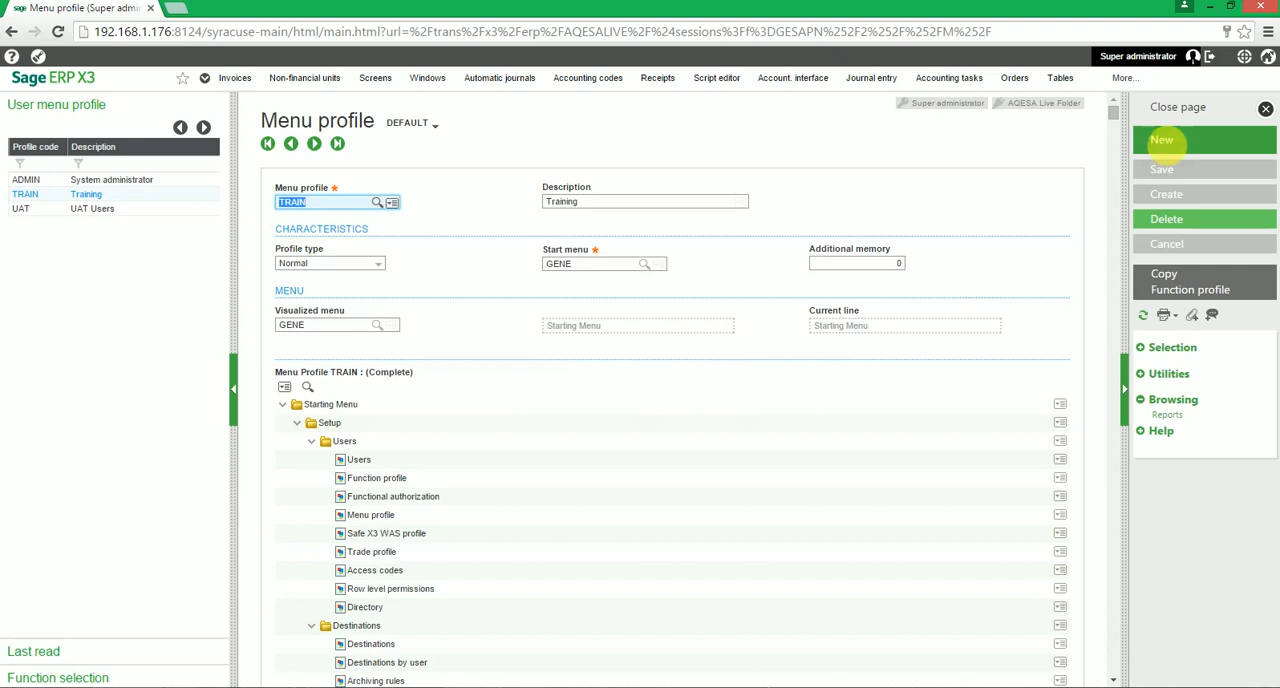 sage Menu profile (Super admin ×
192.168.1.176:8124/syracuse-main/html/main.html?url=%2Ftrans%2Fx3%2Ferp%2FAQESALIVE%2F%24sessions%3Ff%3DGESAPN%252F2%252F%252FM%252F
Super administrator
Sage ERP X3
Invoices Non-financial units Screens Windows Automatic journals Accounting codes Receipts Script editor Account. interface Journal entry Accounting tasks Orders Tables More...
User menu profile
Profile code Description
ADMIN System administrator
TRAIN Training
UAT UAT Users
Last read
Function selection
Super administrator AQESA Live Folder
Menu profile DEFAULT
Menu profile * Description
TRAIN Training
CHARACTERISTICS
Profile type Start menu * Additional memory
Normal GENE 0
MENU
Visualized menu Current line
GENE Starting Menu Starting Menu
Menu Profile TRAIN : (Complete)
Starting Menu
Setup
Users
Users
Function profile
Functional authorization
Menu profile
Safe X3 WAS profile
Trade profile
Access codes
Row level permissions
Directory
Destinations
Destinations
Destinations by user
Archiving rules
Close page
New
Save
Create
Delete
Cancel
Copy
Function profile
Selection
Utilities
Browsing
Reports
Help